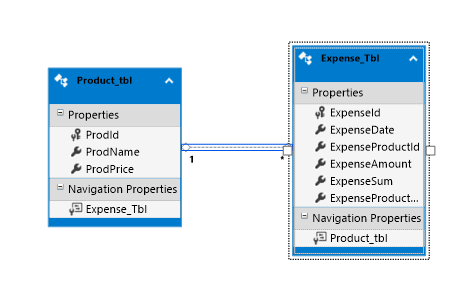 Product_tbl
Properties
ProdId
ProdName
ProdPrice
Navigation Properties
Expense_Tbl
1
*
Expense_Tbl
Properties
ExpenseId
ExpenseDate
ExpenseProductId
ExpenseAmount
ExpenseSum
ExpenseProduct...
Navigation Properties
Product_tbl